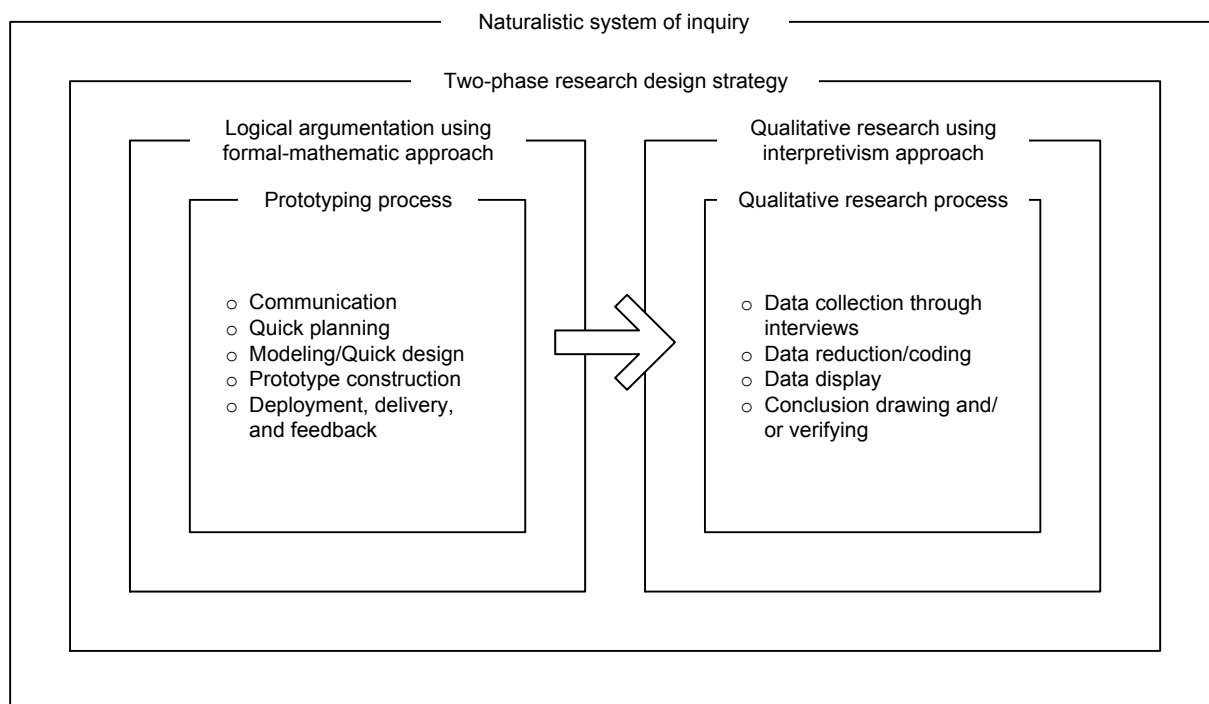 Naturalistic system of inquiry
Two-phase research design strategy
Logical argumentation using
formal-mathematic approach
Prototyping process
○ Communication
○ Quick planning
○ Modeling/Quick design
○ Prototype construction
○ Deployment, delivery,
and feedback
Qualitative research using
interpretivism approach
Qualitative research process
○ Data collection through
interviews
○ Data reduction/coding
○ Data display
○ Conclusion drawing and/
or verifying